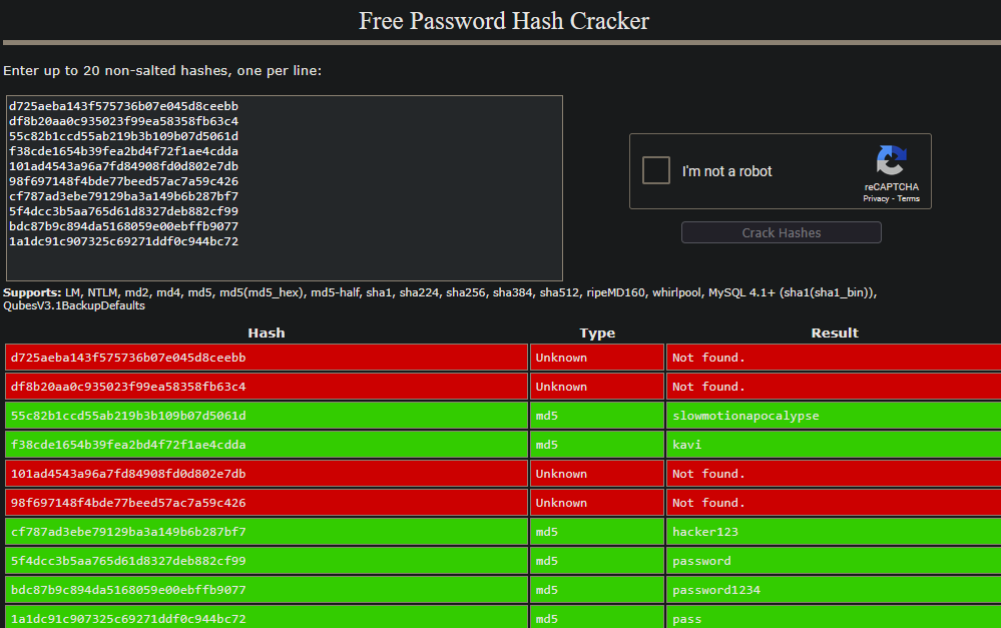 Free Password Hash Cracker
Enter up to 20 non-salted hashes, one per line:
d725aeba143f575736b07e045d8ceebb
df8b20aa0c935023f99ea58358fb63c4
55c82b1ccd55ab219b3b109b07d5061d
f38cde1654b39fea2bd4f72f1ae4cdda
101ad4543a96a7fd84908fd0d802e7db
98f697148f4bde77beed57ac7a59c426
cf787ad3ebe79129ba3a149b6b287bf7
5f4dcc3b5aa765d61d8327deb882cf99
bdc87b9c894da5168059e00ebffb9077
1a1dc91c907325c69271ddf0c944bc72
I'm not a robot
reCAPTCHA
Privacy - Terms
Crack Hashes
Supports: LM, NTLM, md2, md4, md5, md5(md5_hex), md5-half, sha1, sha224, sha256, sha384, sha512, ripeMD160, whirlpool, MySQL 4.1+ (sha1(sha1_bin)),
QubesV3.1BackupDefaults
Hash Type Result
d725aeba143f575736b07e045d8ceebb Unknown Not found.
df8b20aa0c935023f99ea58358fb63c4 Unknown Not found.
55c82b1ccd55ab219b3b109b07d5061d md5 slowmotionapocalypse
f38cde1654b39fea2bd4f72f1ae4cdda md5 kavi
101ad4543a96a7fd84908fd0d802e7db Unknown Not found.
98f697148f4bde77beed57ac7a59c426 Unknown Not found.
cf787ad3ebe79129ba3a149b6b287bf7 md5 hacker123
5f4dcc3b5aa765d61d8327deb882cf99 md5 password
bdc87b9c894da5168059e00ebffb9077 md5 password1234
1a1dc91c907325c69271ddf0c944bc72 md5 pass